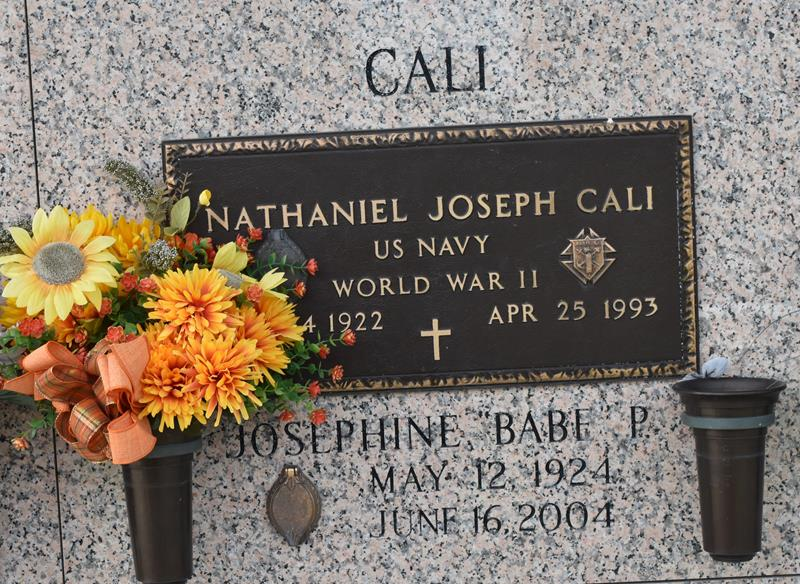 CALI
NATHANIEL JOSEPH CALI
US NAVY
WORLD WAR II
4 1922 APR 25 1993
JOSEPHINE "BABE" P
MAY 12, 1924
JUNE 16, 2004